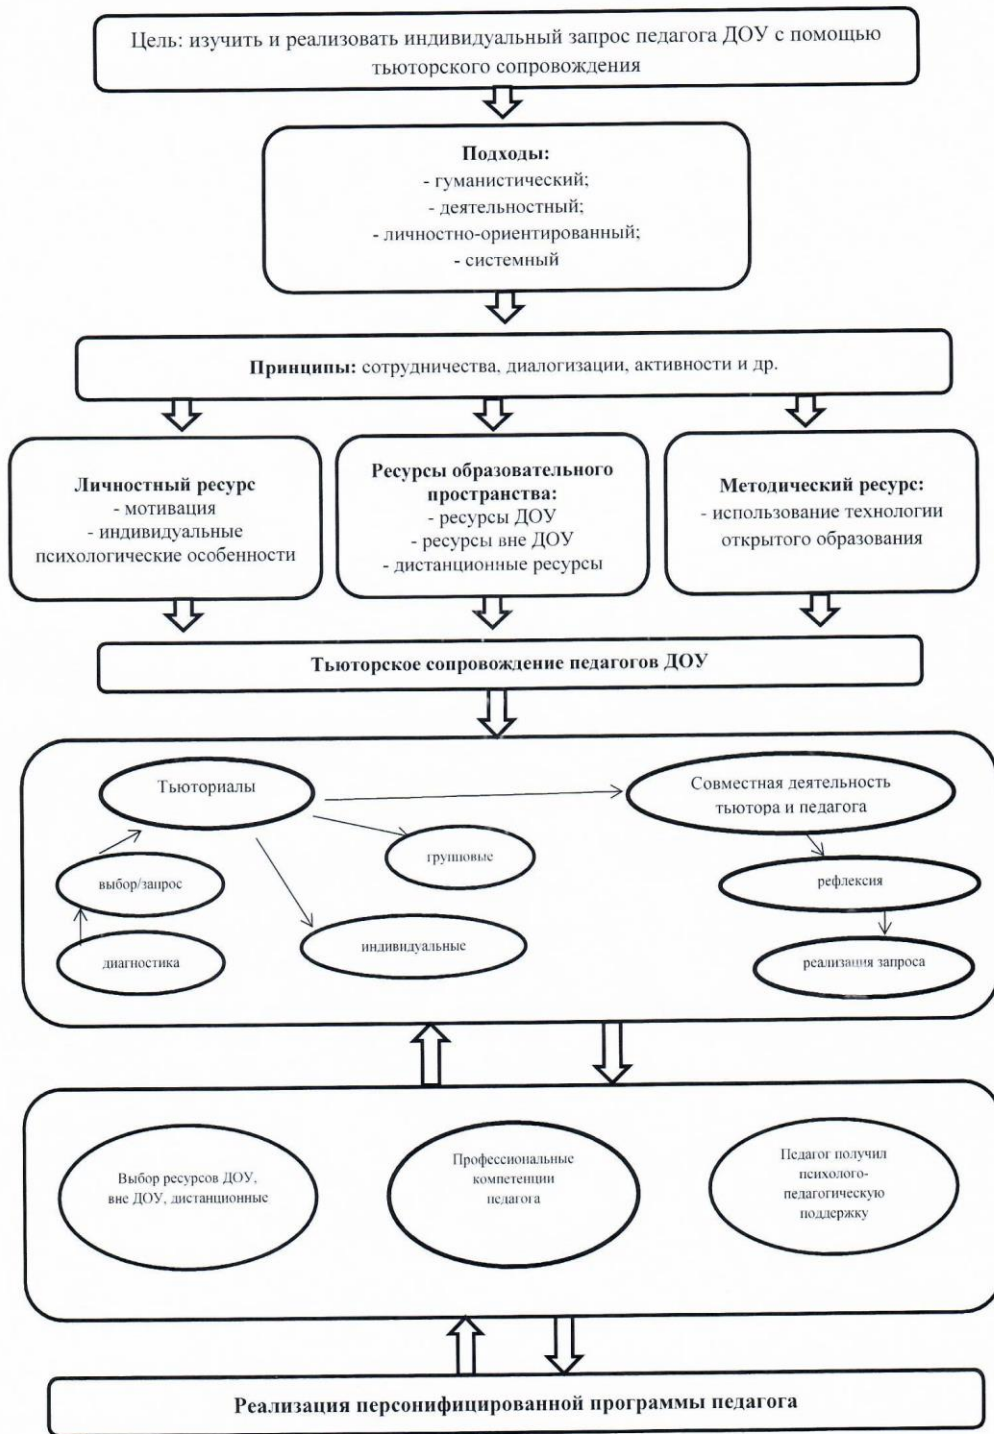 Цель: изучить и реализовать индивидуальный запрос педагога ДОУ с помощью
тьюторского сопровождения
Подходы:
- гуманистический;
- деятельностный;
- личностно-ориентированный;
- системный
Принципы: сотрудничества, диалогизации, активности и др.
Личностный ресурс
- мотивация
- индивидуальные
психологические особенности
Ресурсы образовательного
пространства:
- ресурсы ДОУ
- ресурсы вне ДОУ
- дистанционные ресурсы
Методический ресурс:
- использование технологии
открытого образования
Тьюторское сопровождение педагогов ДОУ
Тьюториалы
Совместная деятельность
тьютора и педагога
групповые
выбор/запрос
рефлексия
индивидуальные
диагностика
реализация запроса
Выбор ресурсов ДОУ,
вне ДОУ, дистанционные
Профессиональные
компетенции
педагога
Педагог получил
психолого-
педагогическую
поддержку
Реализация персонифицированной программы педагога